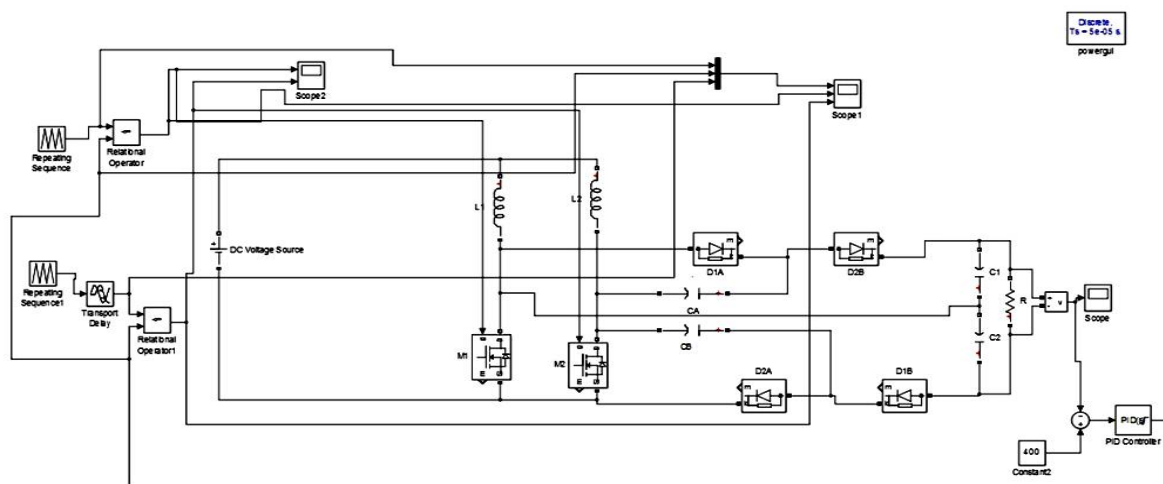 Discrete,
Ts = 5e-05 s.
powergui
Scope2
Scope1
Repeating
Sequence
Relational
Operator
L1
L2
DC Voltage Source
D1A
D2B
Repeating
Sequence1
Transport
Delay
Relational
Operator1
CA
CB
C1
R
C2
v
Scope
M1
M2
D2A
D1B
PID(s)
PID Controller
400
Constant2